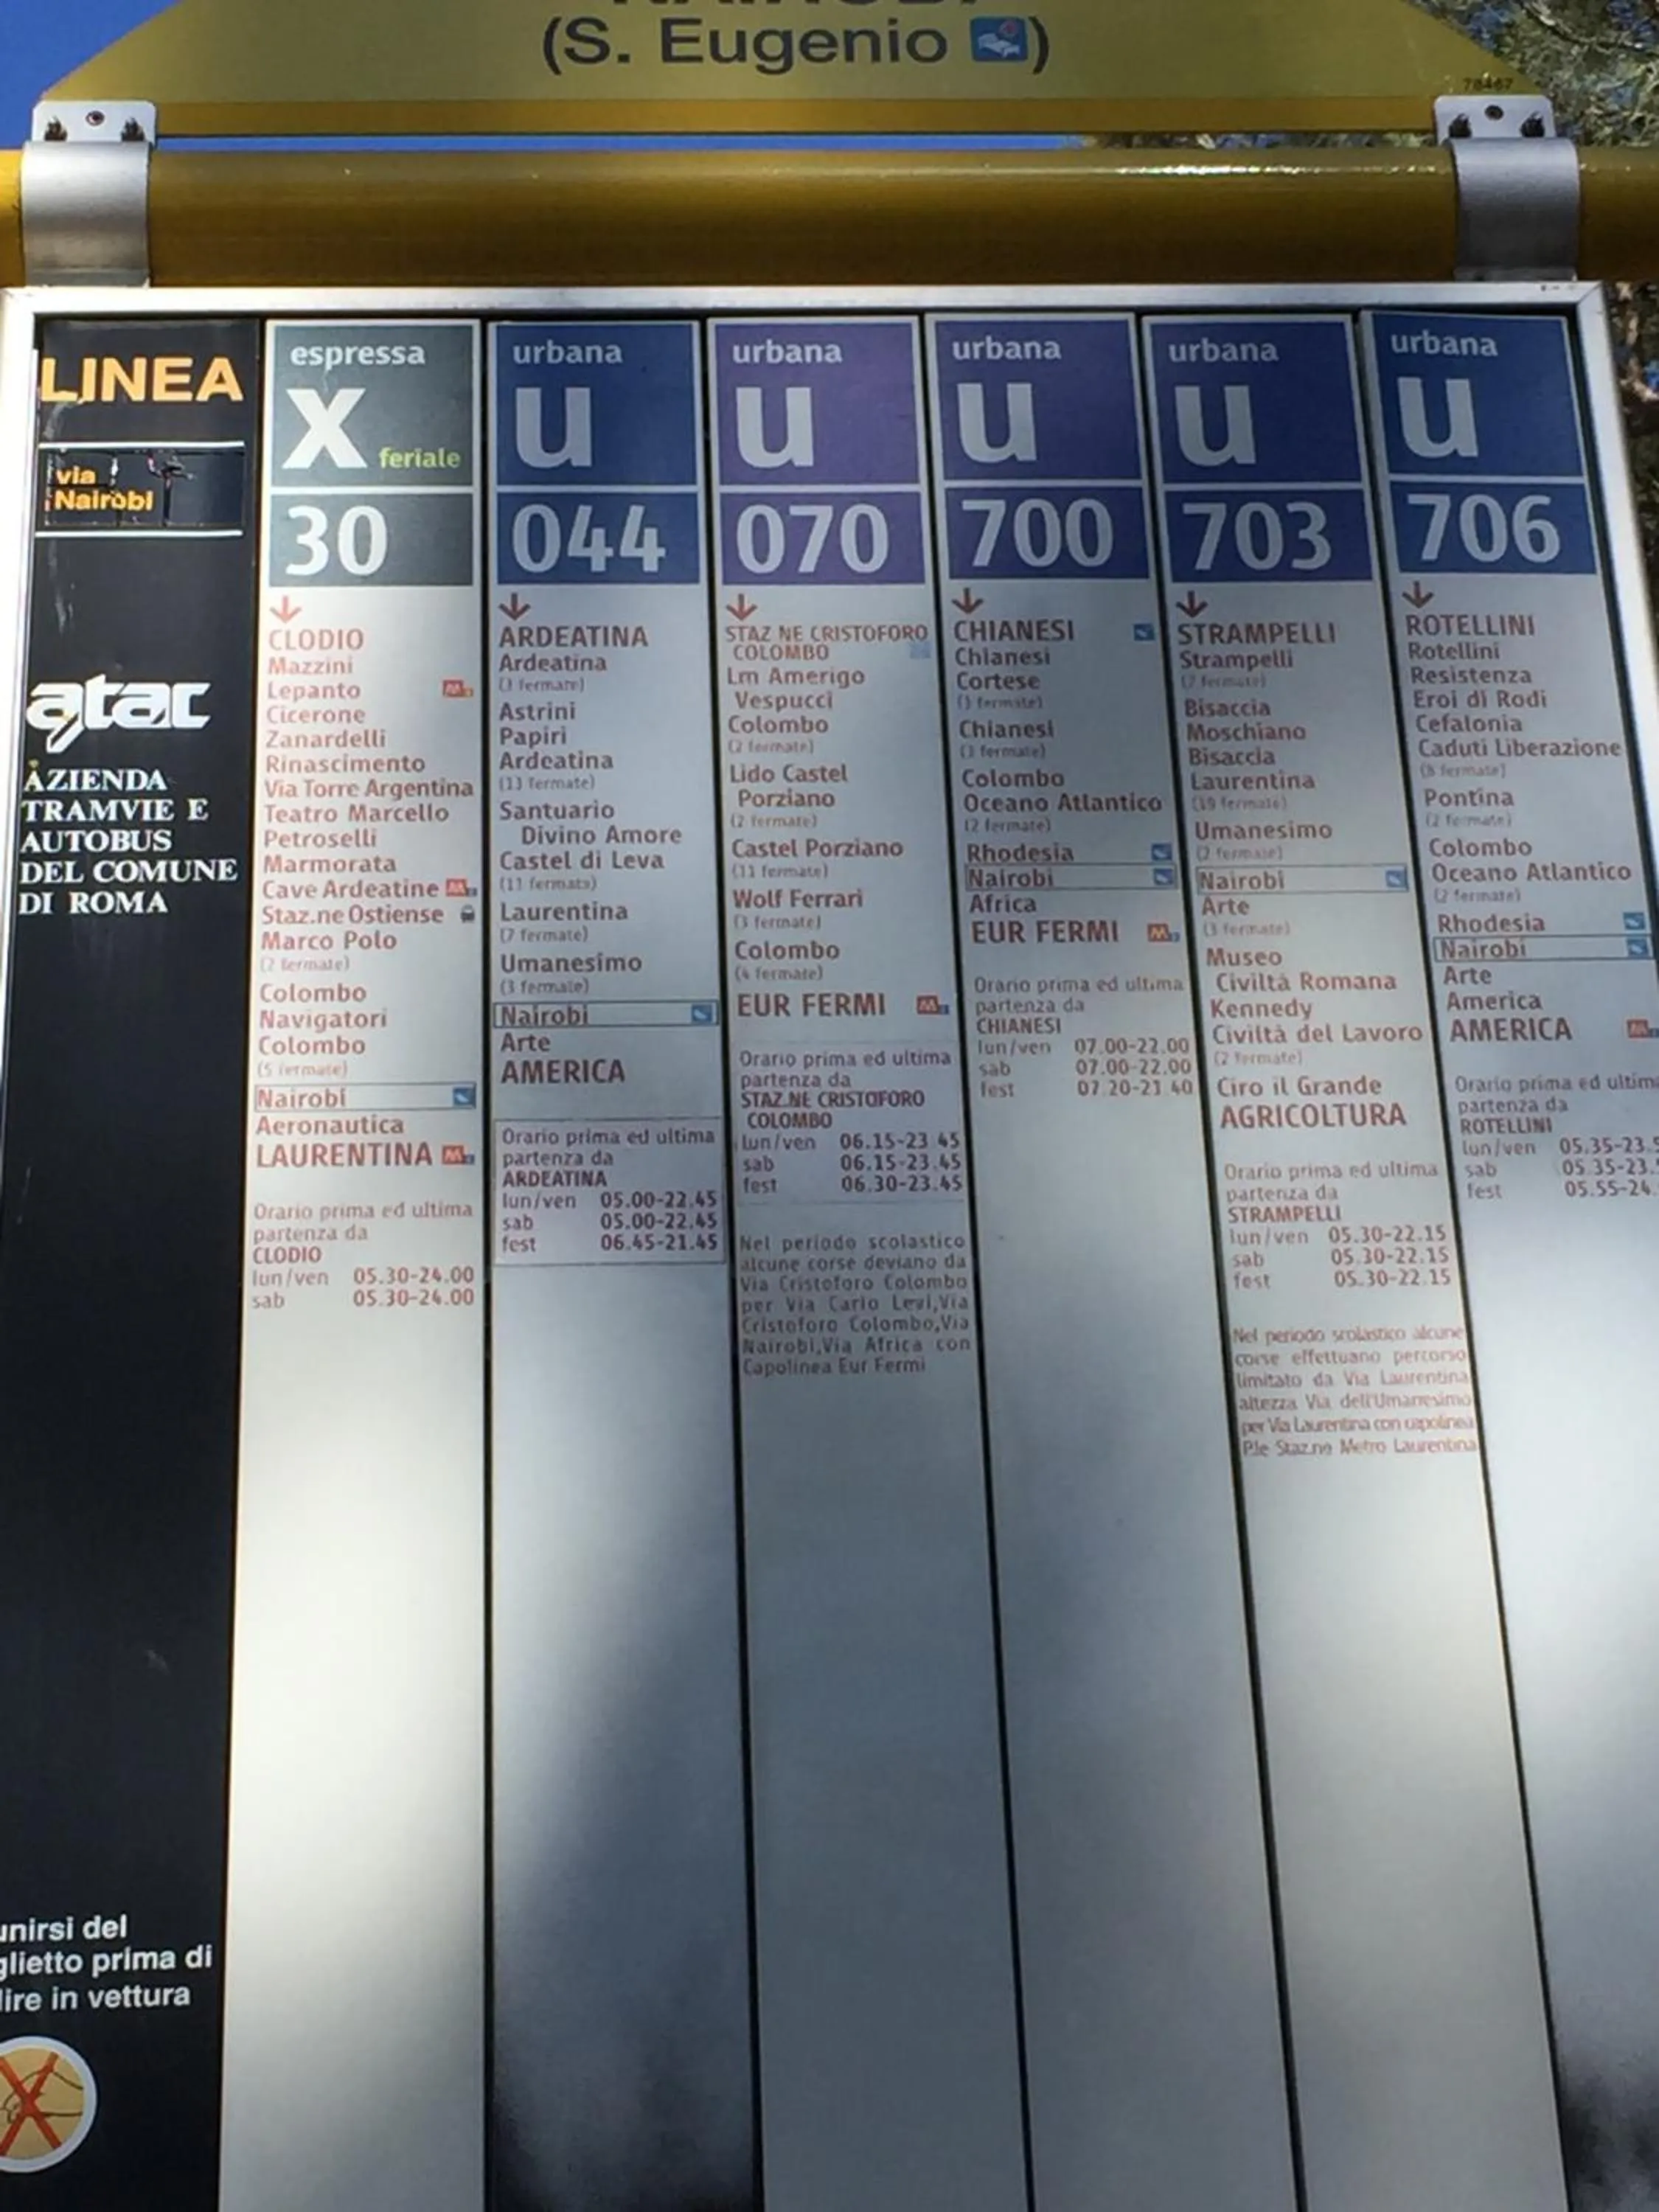 (S. Eugenio)
78467
LINEA
via
Nairobi
atac
AZIENDA
TRAMVIE E
AUTOBUS
DEL COMUNE
DI ROMA
unirsi del
glietto prima di
lire in vettura
espressa
X feriale
30
CLODIO
Mazzini
Lepanto M
Cicerone
Zanardelli
Rinascimento
Via Torre Argentina
Teatro Marcello
Petroselli
Marmorata
Cave Ardeatine M
Staz.ne Ostiense
Marco Polo
(2 fermate)
Colombo
Navigatori
Colombo
(5 fermate)
Nairobi
Aeronautica
LAURENTINA M
Orario prima ed ultima
partenza da
CLODIO
lun/ven 05.30-24.00
sab 05.30-24.00
urbana
u
044
ARDEATINA
Ardeatina
(3 fermate)
Astrini
Papiri
Ardeatina
(13 fermate)
Santuario
Divino Amore
Castel di Leva
(11 fermate)
Laurentina
(7 fermate)
Umanesimo
(3 fermate)
Nairobi
Arte
AMERICA
Orario prima ed ultima
partenza da
ARDEATINA
lun/ven 05.00-22.45
sab 05.00-22.45
fest 06.45-21.45
urbana
u
070
STAZ NE CRISTOFORO
COLOMBO
Lm Amerigo
Vespucci
Colombo
(2 fermate)
Lido Castel
Porziano
(2 fermate)
Castel Porziano
(11 fermate)
Wolf Ferrari
(3 fermate)
Colombo
(4 fermate)
EUR FERMI M
Orario prima ed ultima
partenza da
STAZ.NE CRISTOFORO
COLOMBO
lun/ven 06.15-23.45
sab 06.15-23.45
fest 06.30-23.45
Nel periodo scolastico
alcune corse deviano da
Via Cristoforo Colombo
per Via Carlo Levi,Via
Cristoforo Colombo,Via
Nairobi,Via Africa con
Capolinea Eur Fermi
urbana
u
700
CHIANESI
Chianesi
Cortese
(3 fermate)
Chianesi
(3 fermate)
Colombo
Oceano Atlantico
(2 fermate)
Rhodesia
Nairobi
Africa
EUR FERMI M
Orario prima ed ultima
partenza da
CHIANESI
lun/ven 07.00-22.00
sab 07.00-22.00
fest 07.20-21.40
urbana
u
703
STRAMPELLI
Strampelli
(7 fermate)
Bisaccia
Moschiano
Bisaccia
Laurentina
(19 fermate)
Umanesimo
(2 fermate)
Nairobi
Arte
(3 fermate)
Museo
Civiltà Romana
Kennedy
Civiltà del Lavoro
(2 fermate)
Ciro il Grande
AGRICOLTURA
Orario prima ed ultima
partenza da
STRAMPELLI
lun/ven 05.30-22.15
sab 05.30-22.15
fest 05.30-22.15
Nel periodo scolastico alcune
corse effettuano percorso
limitato da Via Laurentina
altezza Via dell'Umanesimo
per Via Laurentina con capolinea
P.le Staz.ne Metro Laurentina
urbana
u
706
ROTELLINI
Rotellini
Resistenza
Eroi di Rodi
Cefalonia
Caduti Liberazione
(8 fermate)
Pontina
(2 fermate)
Colombo
Oceano Atlantico
(2 fermate)
Rhodesia
Nairobi
Arte
America
AMERICA M
Orario prima ed ultim
partenza da
ROTELLINI
lun/ven 05.35-23.5
sab 05.35-23.
fest 05.55-24.